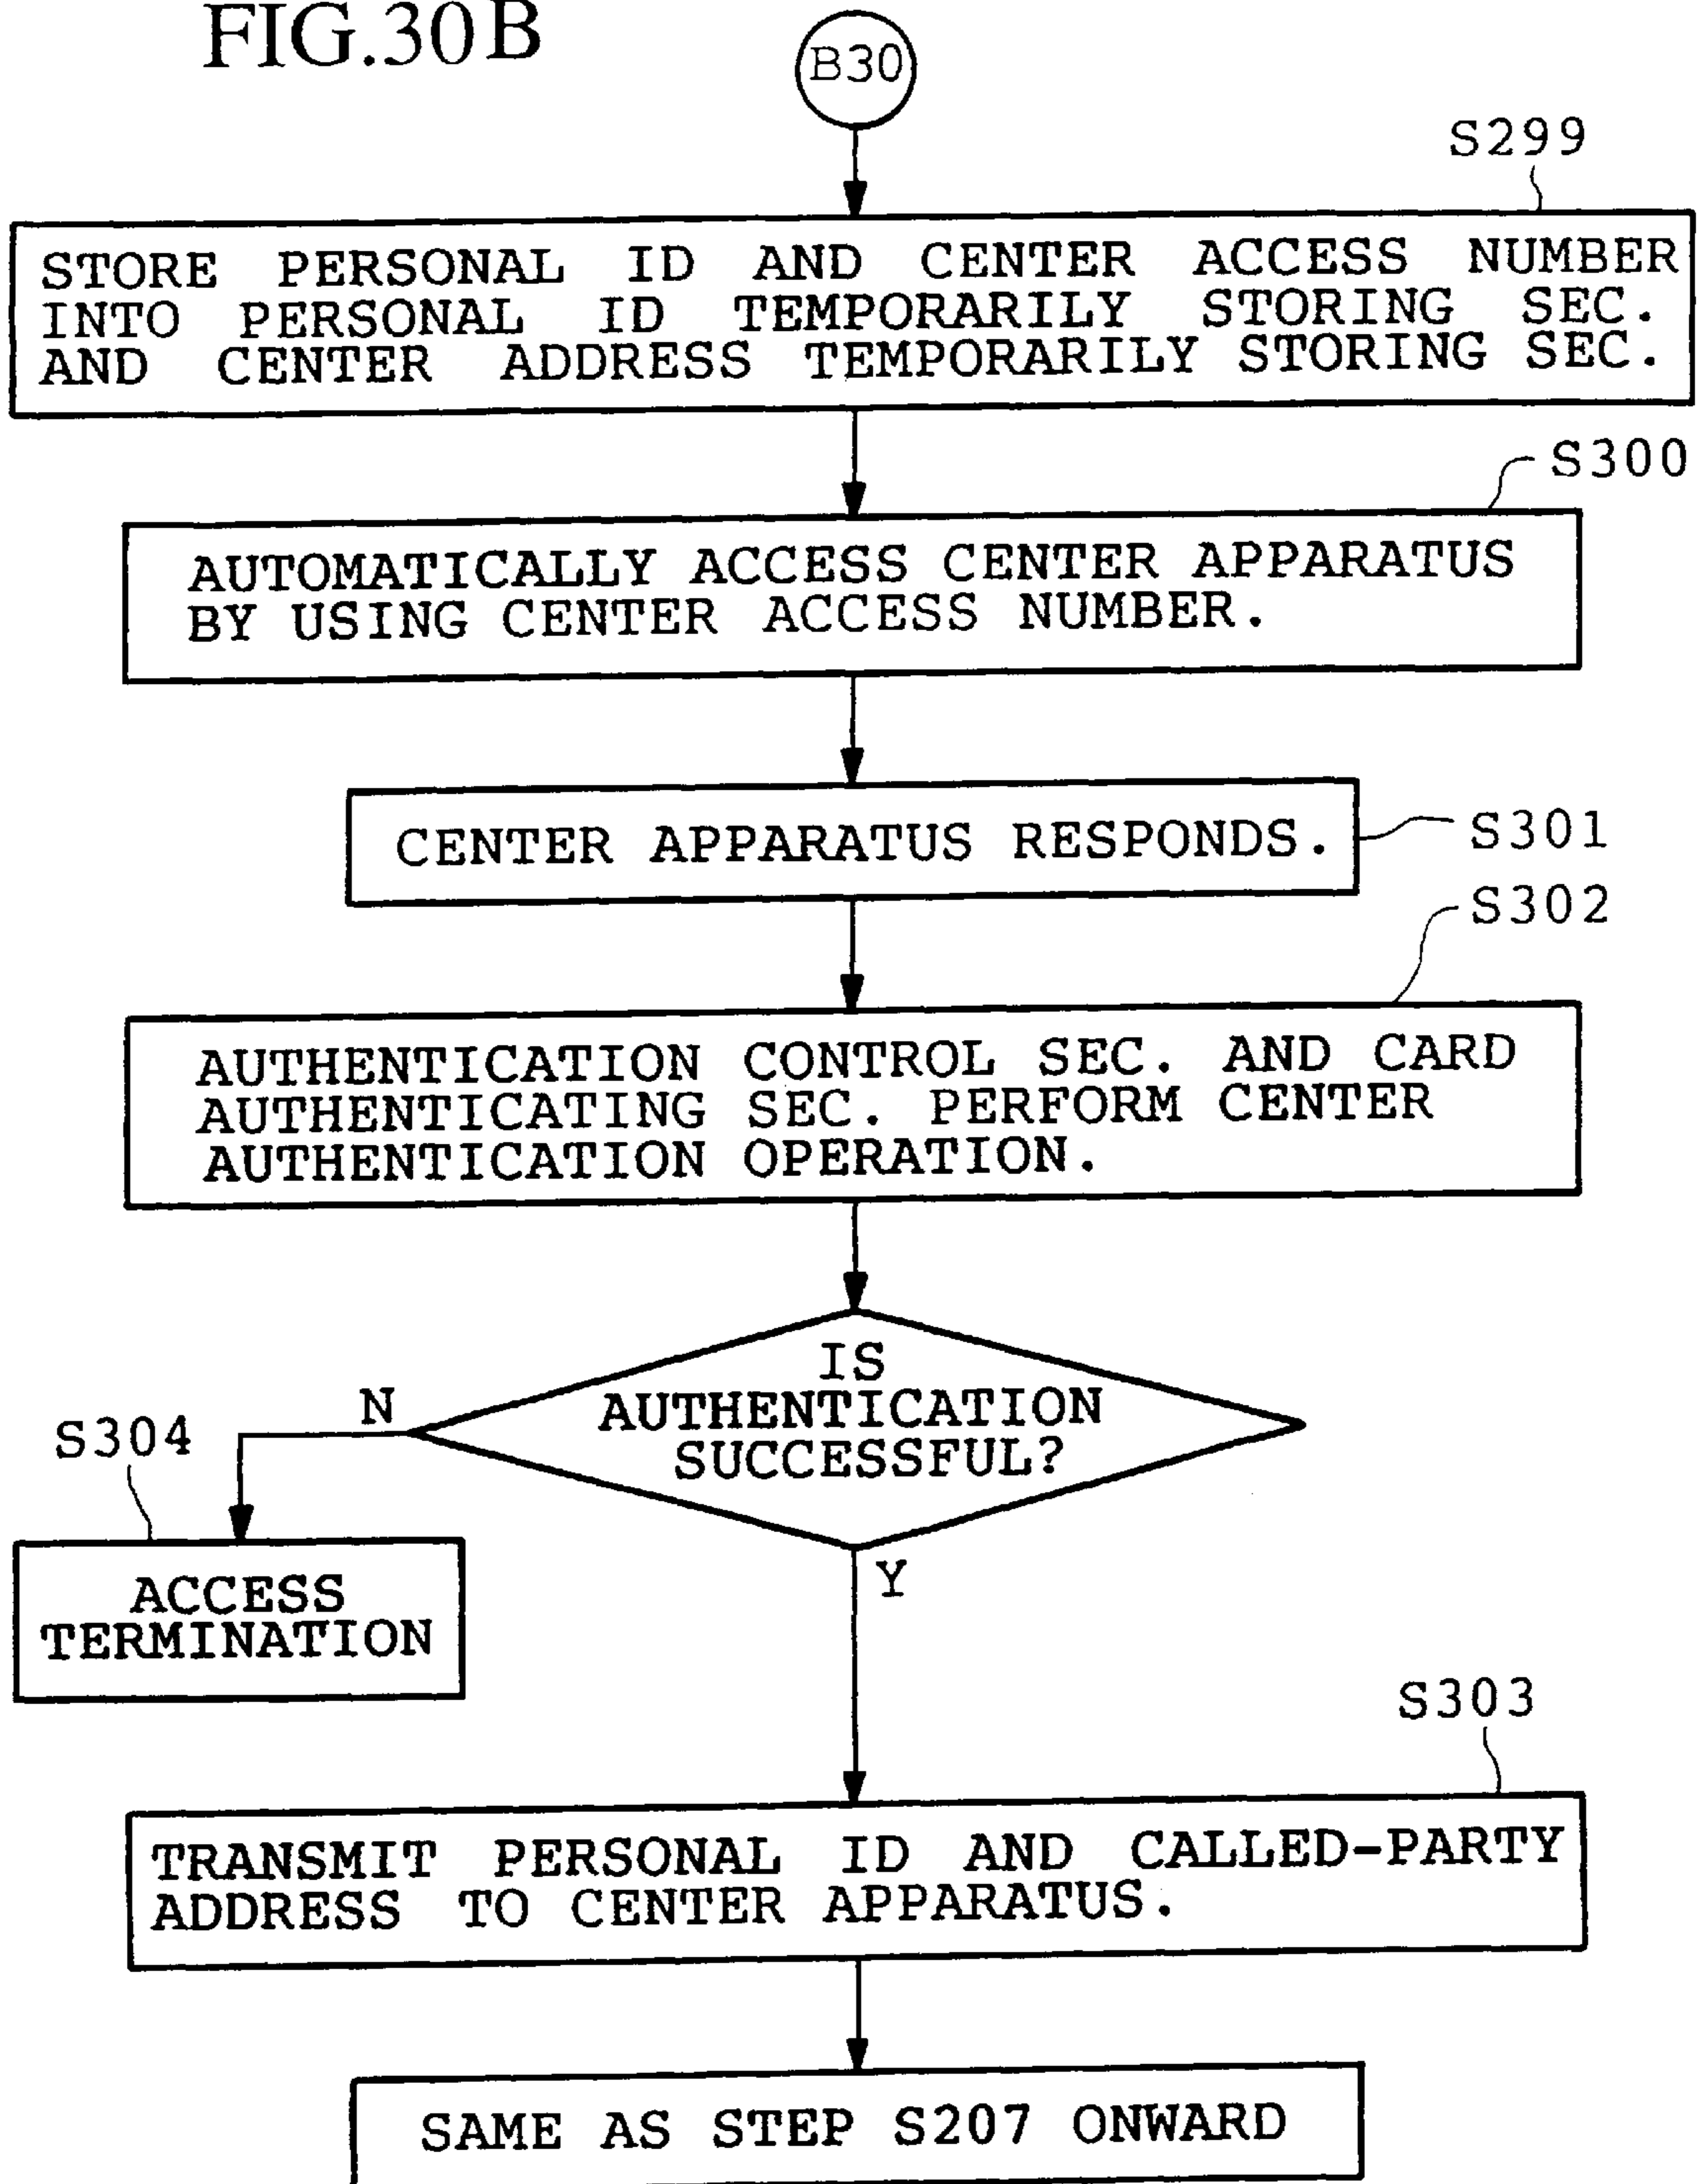 FIG.30B
B30
S299
STORE PERSONAL ID AND CENTER ACCESS NUMBER
INTO PERSONAL ID TEMPORARILY STORING SEC.
AND CENTER ADDRESS TEMPORARILY STORING SEC.
S300
AUTOMATICALLY ACCESS CENTER APPARATUS
BY USING CENTER ACCESS NUMBER.
CENTER APPARATUS RESPONDS.
S301
S302
AUTHENTICATION CONTROL SEC. AND CARD
AUTHENTICATING SEC. PERFORM CENTER
AUTHENTICATION OPERATION.
IS
AUTHENTICATION
SUCCESSFUL?
N
S304
ACCESS
TERMINATION
Y
S303
TRANSMIT PERSONAL ID AND CALLED-PARTY
ADDRESS TO CENTER APPARATUS.
SAME AS STEP S207 ONWARD